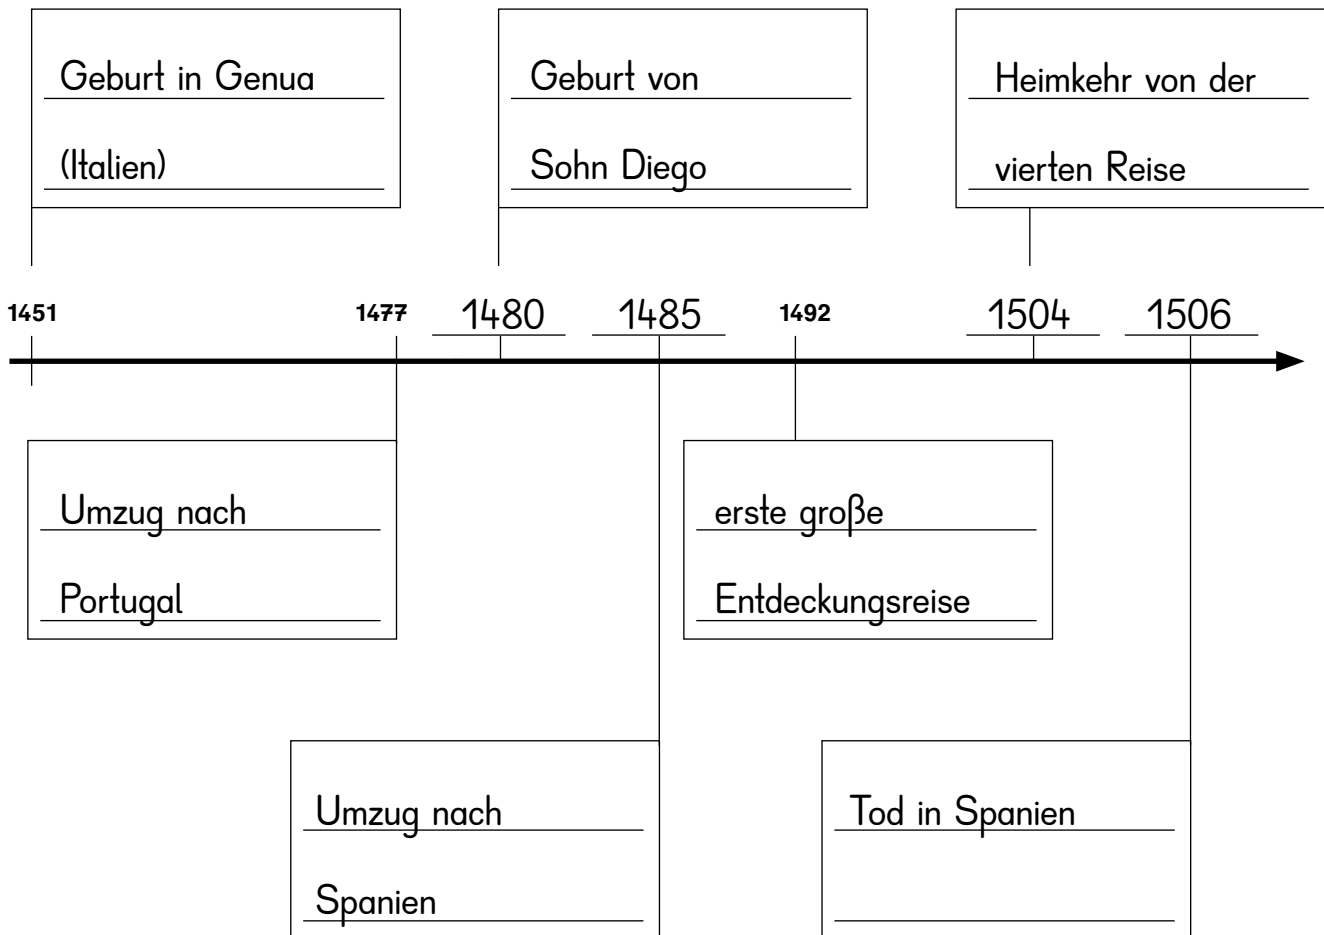 Geburt in Genua
(Italien)
Geburt von
Sohn Diego
Heimkehr von der
vierten Reise
1451
1477
1480
1485
1492
1504
1506
Umzug nach
Portugal
erste große
Entdeckungsreise
Umzug nach
Spanien
Tod in Spanien